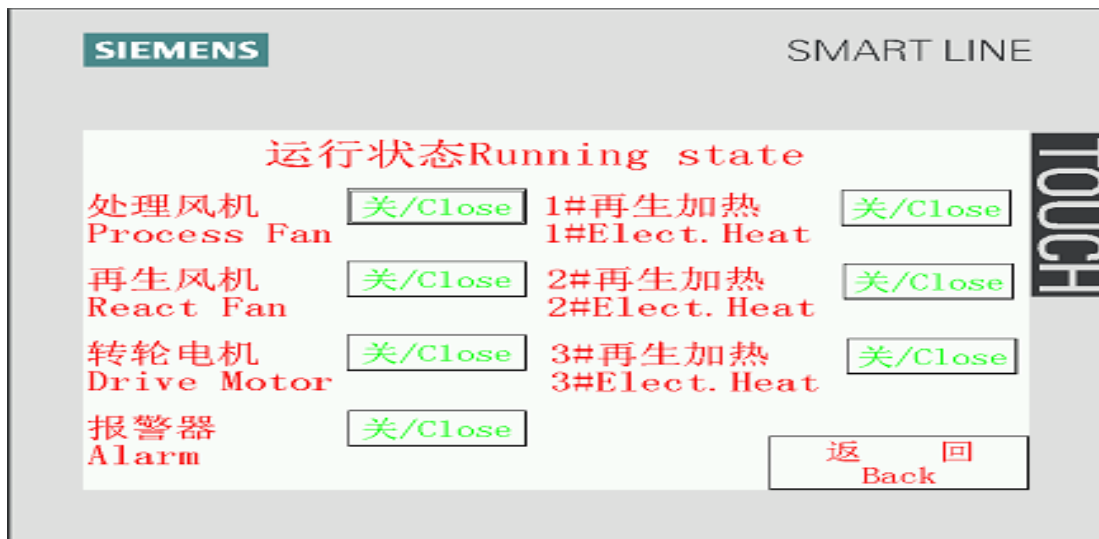 SIEMENS
SMART LINE
TOUCH
运行状态Running state
处理风机 关/Close 1#再生加热 关/Close
Process Fan 1#Elect.Heat
再生风机 关/Close 2#再生加热 关/Close
React Fan 2#Elect.Heat
转轮电机 关/Close 3#再生加热 关/Close
Drive Motor 3#Elect.Heat
报警器 关/Close
Alarm
返 回
Back